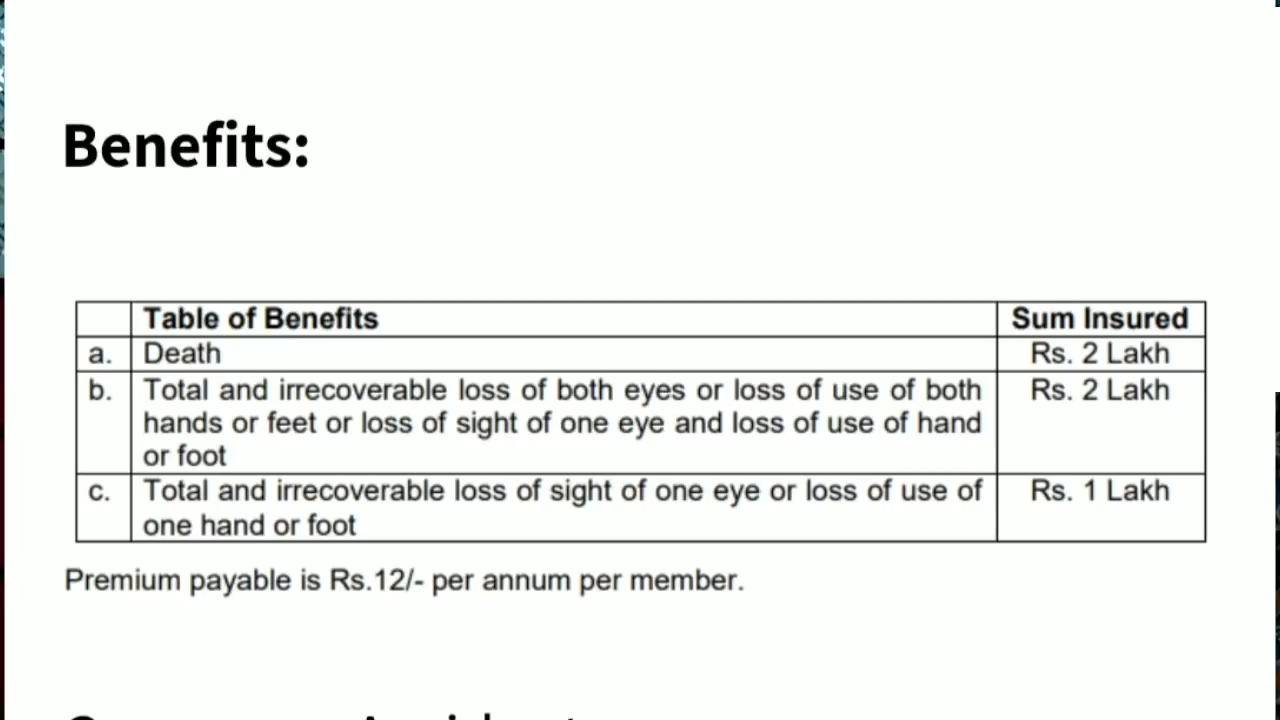 Benefits:
Table of Benefits Sum Insured
a. Death Rs. 2 Lakh
b. Total and irrecoverable loss of both eyes or loss of use of both Rs. 2 Lakh
hands or feet or loss of sight of one eye and loss of use of hand
or foot
c. Total and irrecoverable loss of sight of one eye or loss of use of Rs. 1 Lakh
one hand or foot
Premium payable is Rs.12/- per annum per member.